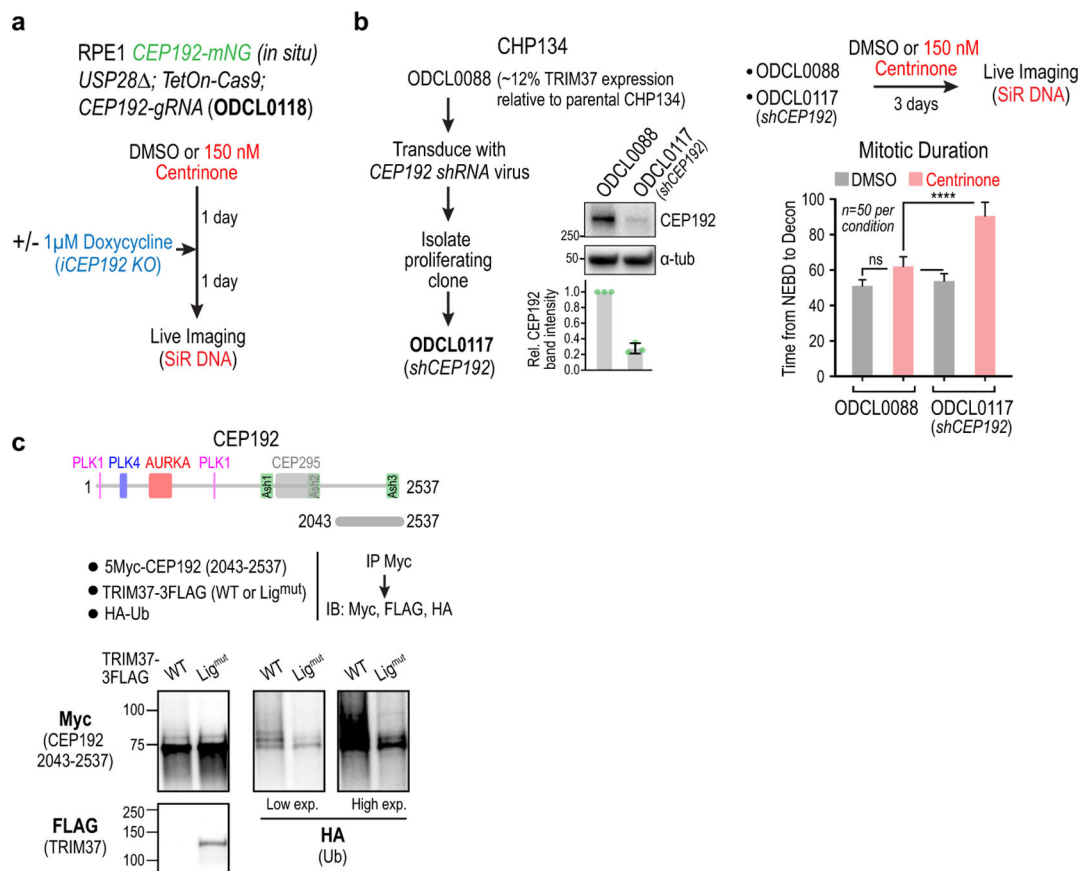 a
RPE1 CEP192-mNG (in situ)
USP28Δ; TetOn-Cas9;
CEP192-gRNA (ODCL0118)
DMSO or 150 nM
Centrinone
1 day
+/- 1µM Doxycycline
(iCEP192 KO)
1 day
Live Imaging
(SiR DNA)
b
CHP134
ODCL0088 (~12% TRIM37 expression
relative to parental CHP134)
Transduce with
CEP192 shRNA virus
Isolate
proliferating
clone
ODCL0117
(shCEP192)
ODCL0088
ODCL0117
(shCEP192)
CEP192
250
50
α-tub
Rel. CEP192
band intensity
1.0
0.8
0.6
0.4
0.2
0.0
• ODCL0088
• ODCL0117
(shCEP192)
DMSO or 150 nM
Centrinone
3 days
Live Imaging
(SiR DNA)
Mitotic Duration
DMSO
Centrinone
n=50 per
condition
****
ns
Time from NEBD to Decon
100
80
60
40
20
0
ODCL0088
ODCL0117
(shCEP192)
c
CEP192
PLK1 PLK4 AURKA PLK1 CEP295
1 Ash1 Ash2 Ash3 2537
2043 2537
● 5Myc-CEP192 (2043-2537)
● TRIM37-3FLAG (WT or Ligmut)
● HA-Ub
IP Myc
IB: Myc, FLAG, HA
TRIM37-
3FLAG
WT Ligmut WT Ligmut WT Ligmut
Myc
(CEP192
2043-2537)
100
75
Low exp. High exp.
HA
(Ub)
FLAG
(TRIM37)
250
150
100